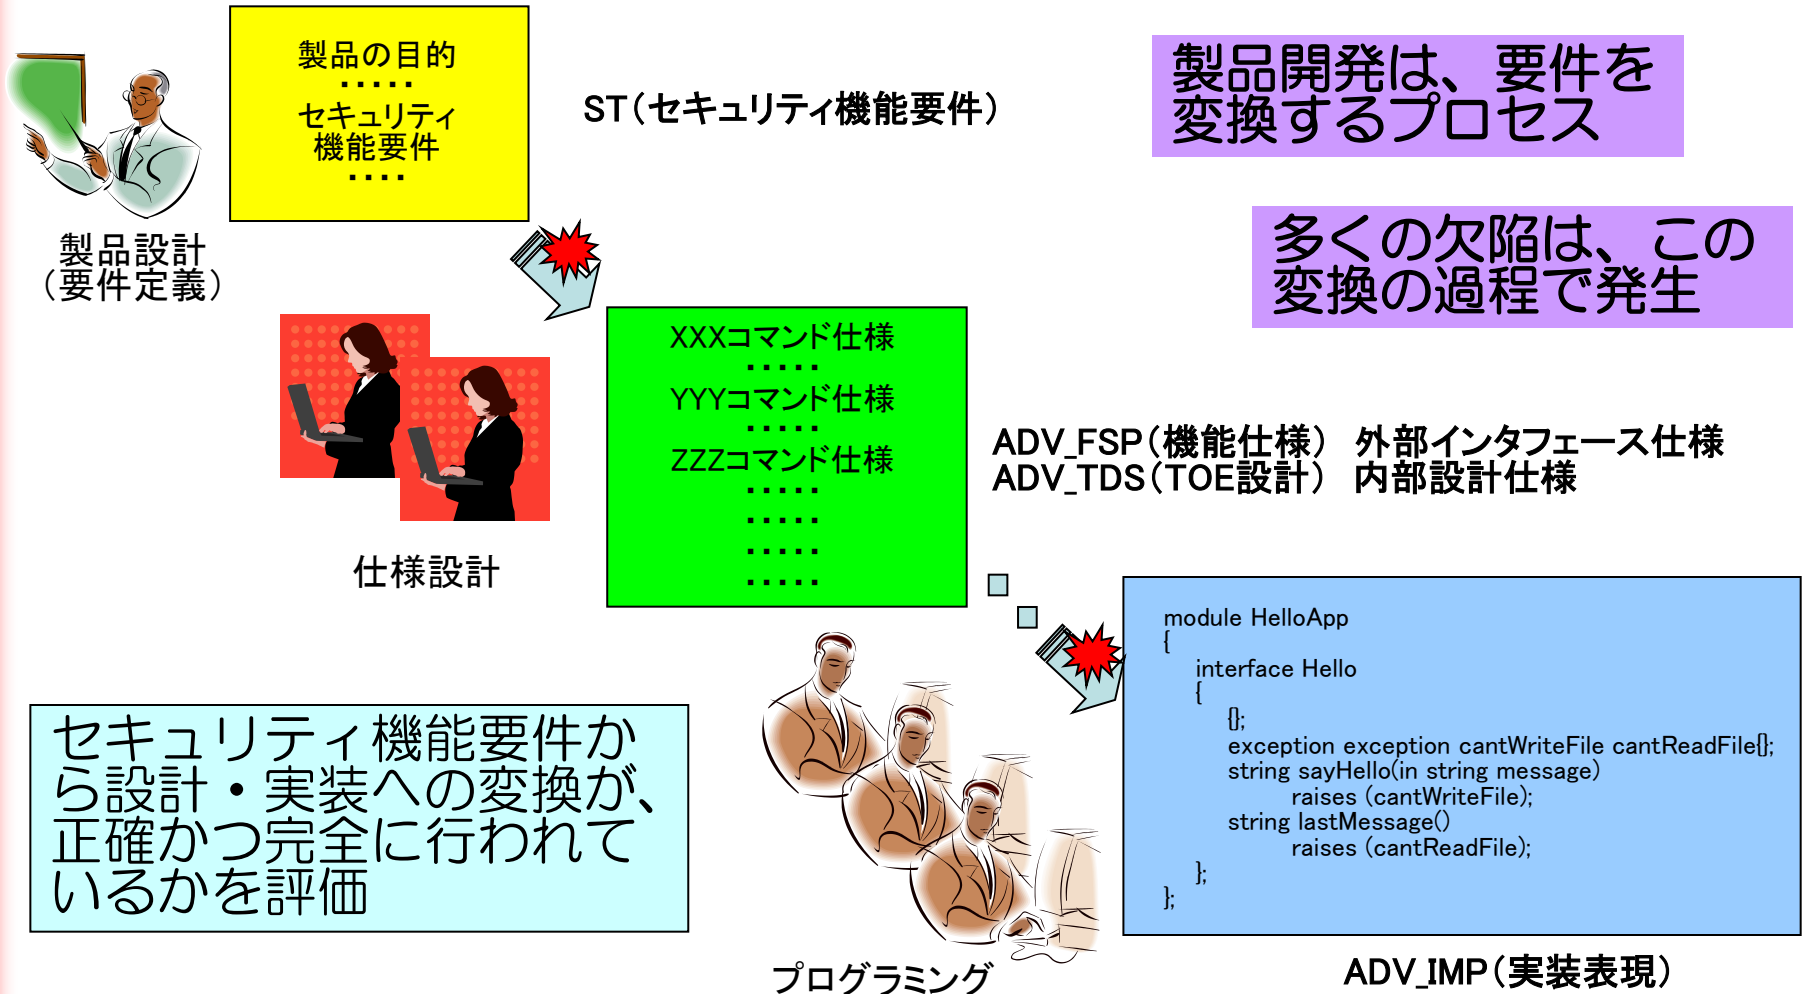 製品の目的
・・・・・
セキュリティ
機能要件
・・・・
製品設計
（要件定義）
ST（セキュリティ機能要件）
製品開発は、要件を
変換するプロセス
多くの欠陥は、この
変換の過程で発生
XXXコマンド仕様
・・・・・
YYYコマンド仕様
・・・・・
ZZZコマンド仕様
・・・・・
・・・・・
・・・・・
・・・・・
仕様設計
ADV_FSP（機能仕様）　外部インタフェース仕様
ADV_TDS（TOE設計）　内部設計仕様
セキュリティ機能要件か
ら設計・実装への変換が、
正確かつ完全に行われて
いるかを評価
プログラミング
module HelloApp
{
interface Hello
{
{};
exception exception cantWriteFile cantReadFile{};
string sayHello(in string message)
raises (cantWriteFile);
string lastMessage()
raises (cantReadFile);
};
};
ADV_IMP（実装表現）